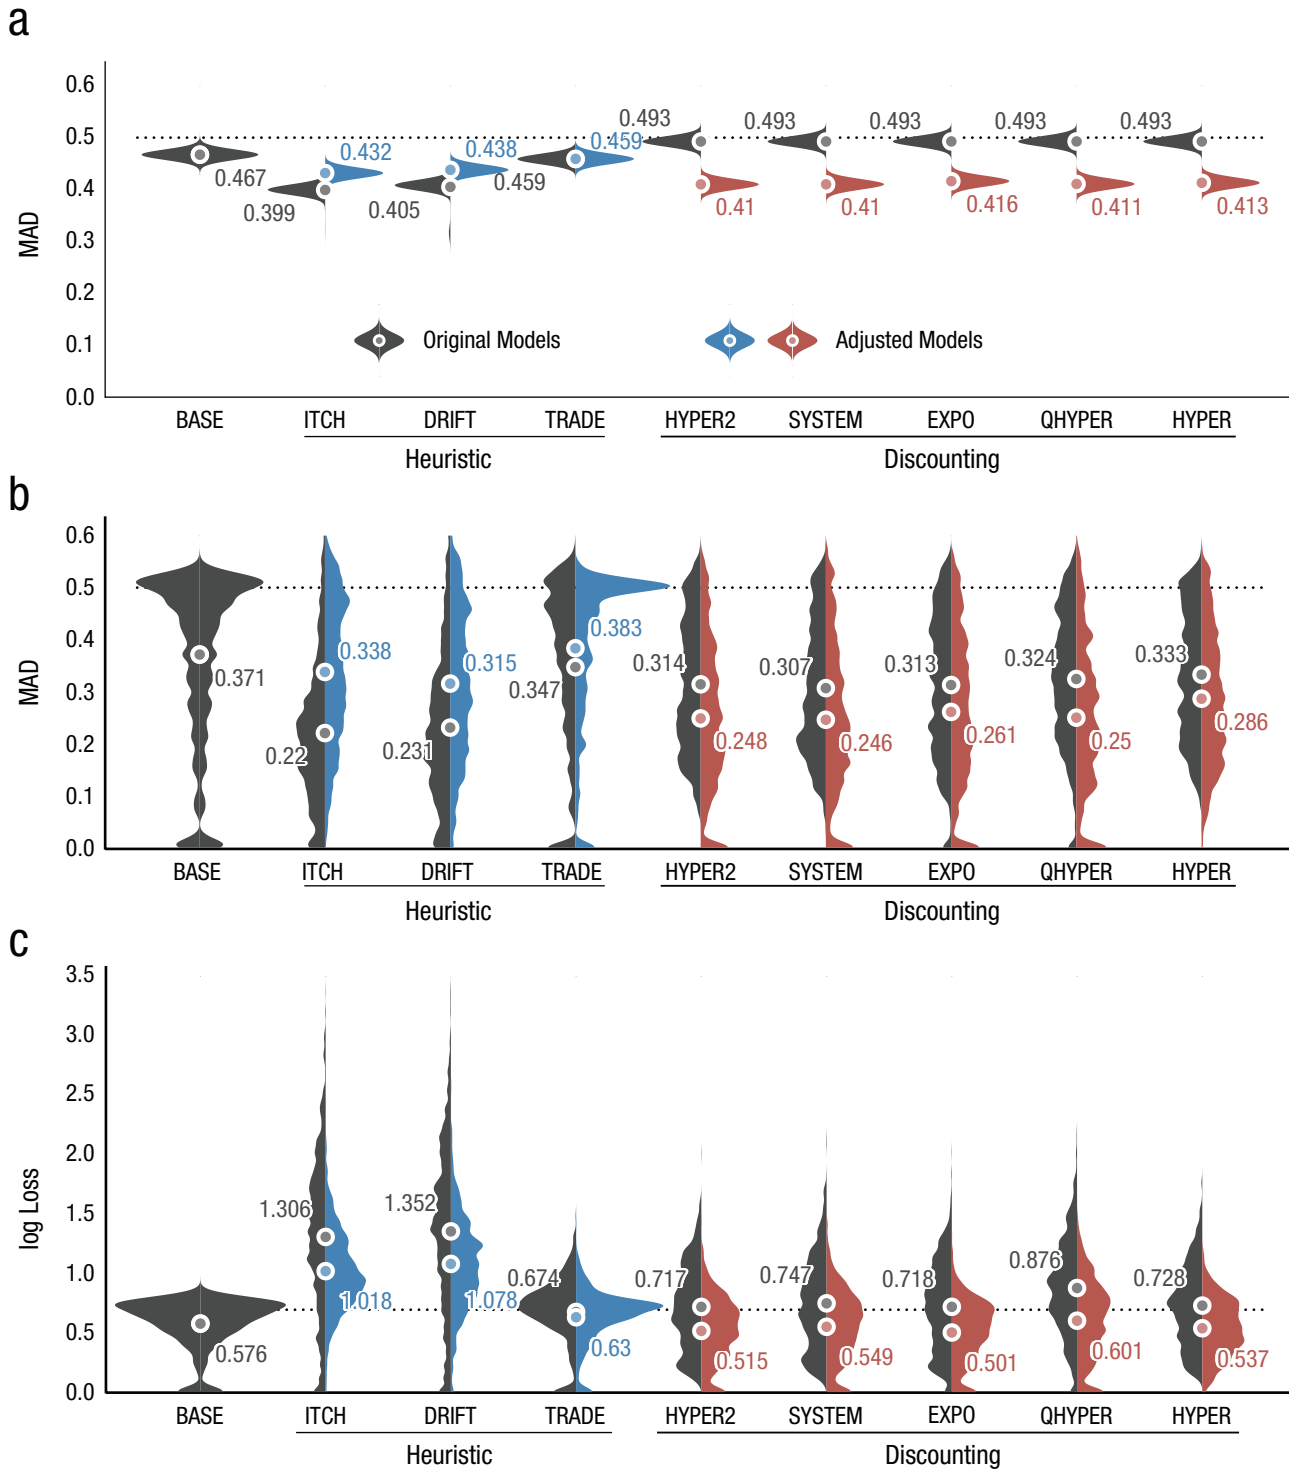 a
0.6
0.5
0.4
0.3
0.2
0.1
0.0
MAD
0.467
0.399
0.432
0.405
0.438
0.459
0.459
0.493
0.41
0.493
0.41
0.493
0.416
0.493
0.411
0.493
0.413
Original Models
Adjusted Models
BASE
ITCH
DRIFT
TRADE
HYPER2
SYSTEM
EXPO
QHYPER
HYPER
Heuristic
Discounting
b
0.6
0.5
0.4
0.3
0.2
0.1
0.0
MAD
0.371
0.22
0.338
0.231
0.315
0.347
0.383
0.314
0.248
0.307
0.246
0.313
0.261
0.324
0.25
0.333
0.286
BASE
ITCH
DRIFT
TRADE
HYPER2
SYSTEM
EXPO
QHYPER
HYPER
Heuristic
Discounting
c
3.5
3.0
2.5
2.0
1.5
1.0
0.5
0.0
log Loss
0.576
1.306
1.018
1.352
1.078
0.674
0.63
0.717
0.515
0.747
0.549
0.718
0.501
0.876
0.601
0.728
0.537
BASE
ITCH
DRIFT
TRADE
HYPER2
SYSTEM
EXPO
QHYPER
HYPER
Heuristic
Discounting